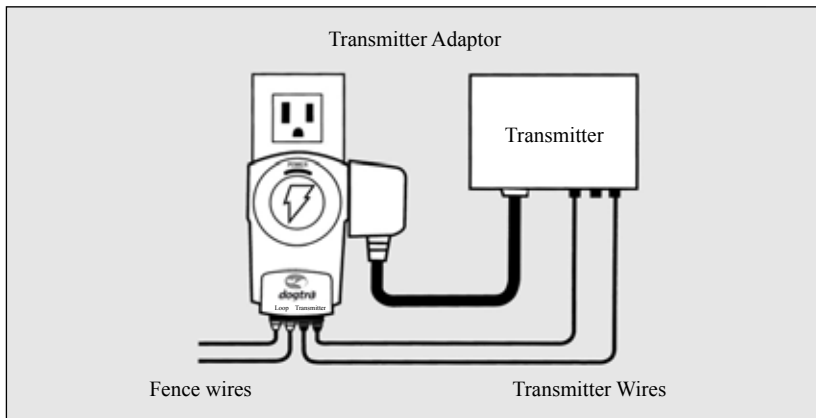 Transmitter Adaptor
Transmitter
POWER
dogtra
Loop Transmitter
Fence wires
Transmitter Wires